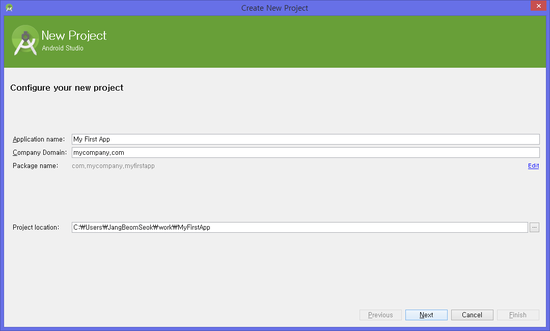 Create New Project
New Project
Android Studio
Configure your new project
Application name: My First App
Company Domain: mycompany.com
Package name: com.mycompany.myfirstapp Edit
Project location: C:₩Users₩JangBeomSeok₩work₩MyFirstApp ...
Previous Next Cancel Finish